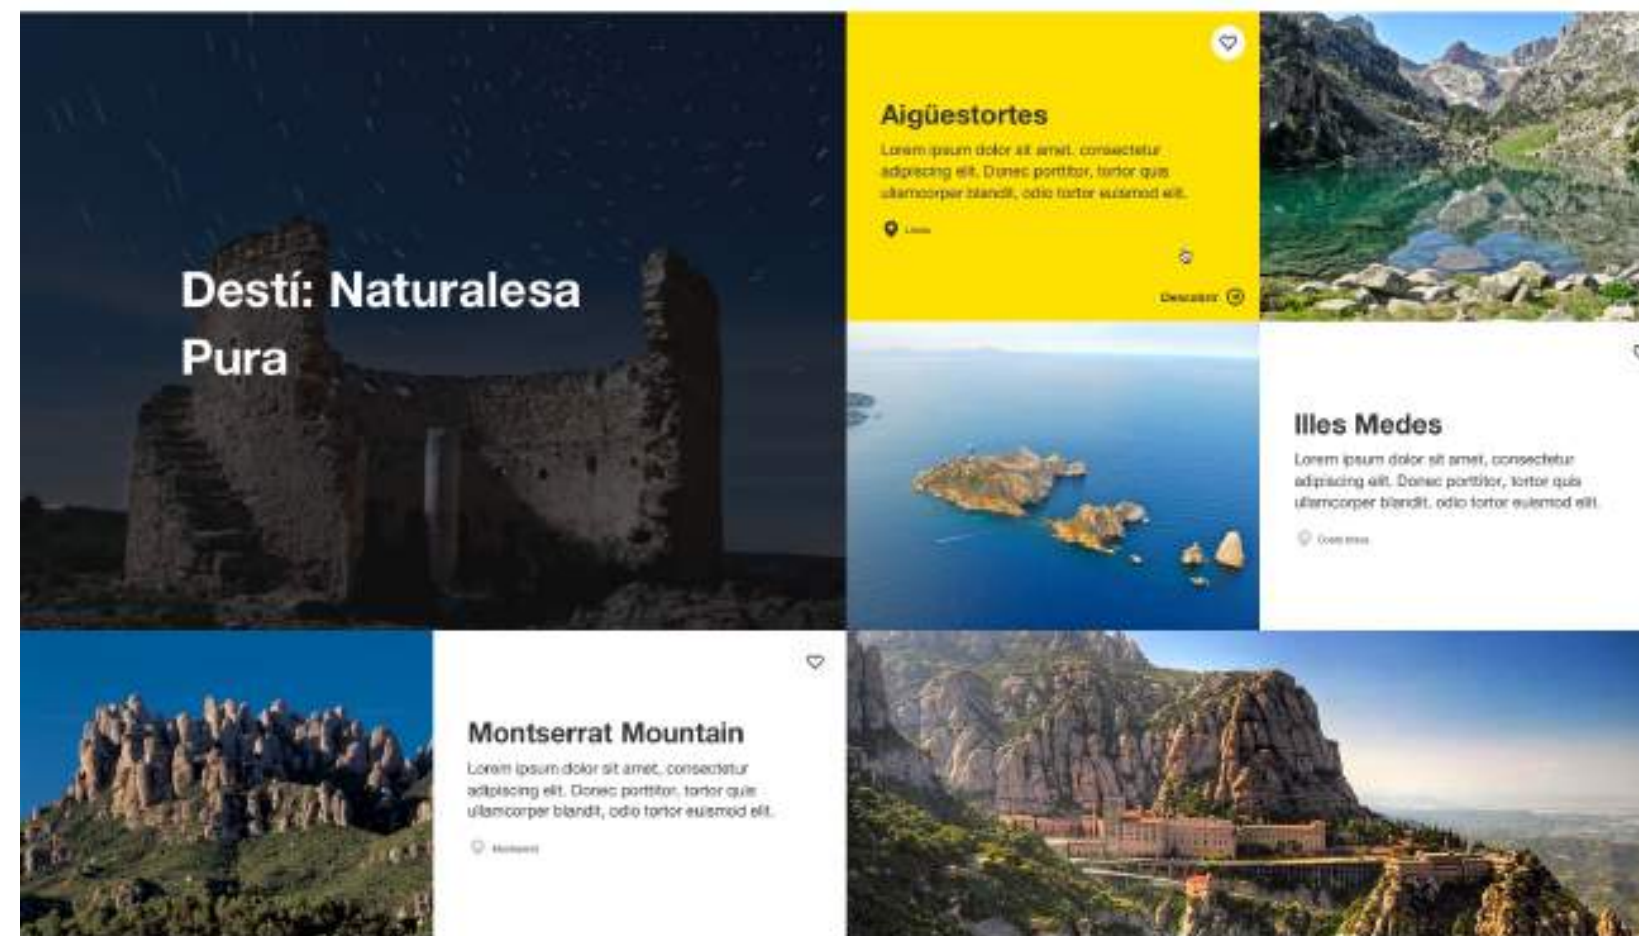 Destí: Naturalesa
Pura
Aigüestortes
Lorem ipsum dolor sit amet, consectetur
adipiscing elit. Donec porttitor, tortor quis
ullamcorper blandit, odio tortor euismod elit.
Descobrir
Illes Medes
Lorem ipsum dolor sit amet, consectetur
adipiscing elit. Donec porttitor, tortor quis
ullamcorper blandit, odio tortor euismod elit.
Montserrat Mountain
Lorem ipsum dolor sit amet, consectetur
adipiscing elit. Donec porttitor, tortor quis
ullamcorper blandit, odio tortor euismod elit.